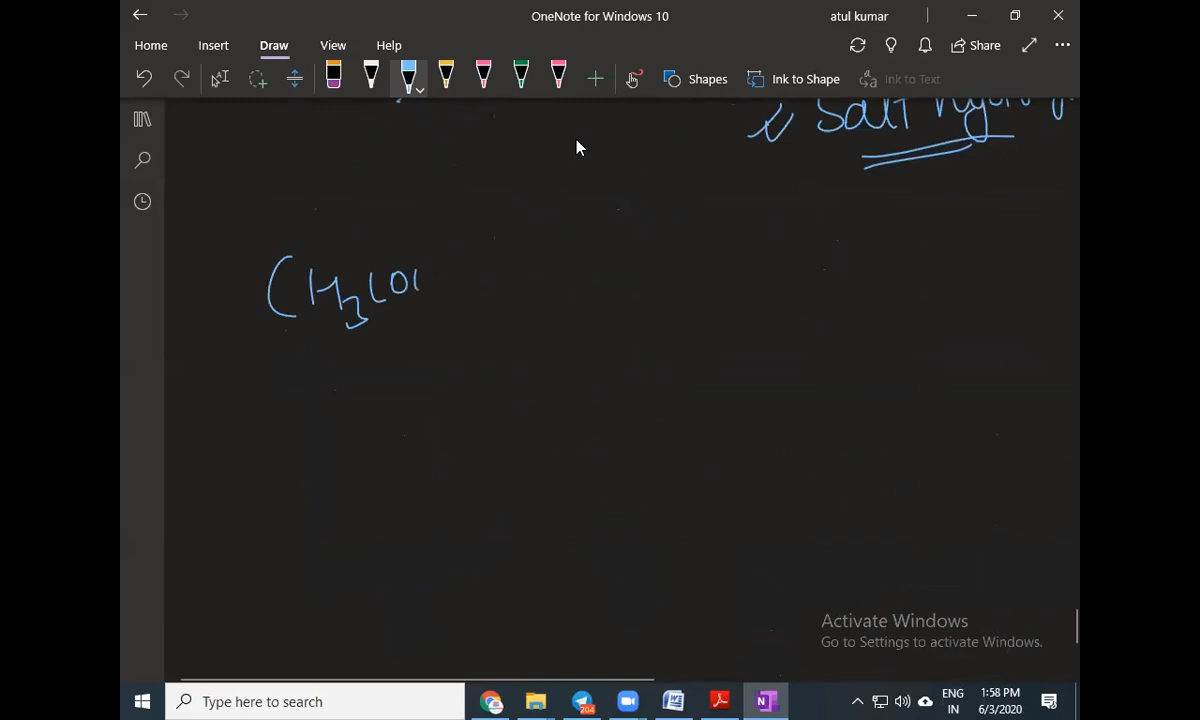 OneNote for Windows 10
atul kumar
Home Insert Draw View Help
Share
Shapes
Ink to Shape
Ink to Text
Salt
CH3CO
Activate Windows
Go to Settings to activate Windows.
Type here to search
204
ENG
IN
1:58 PM
6/3/2020